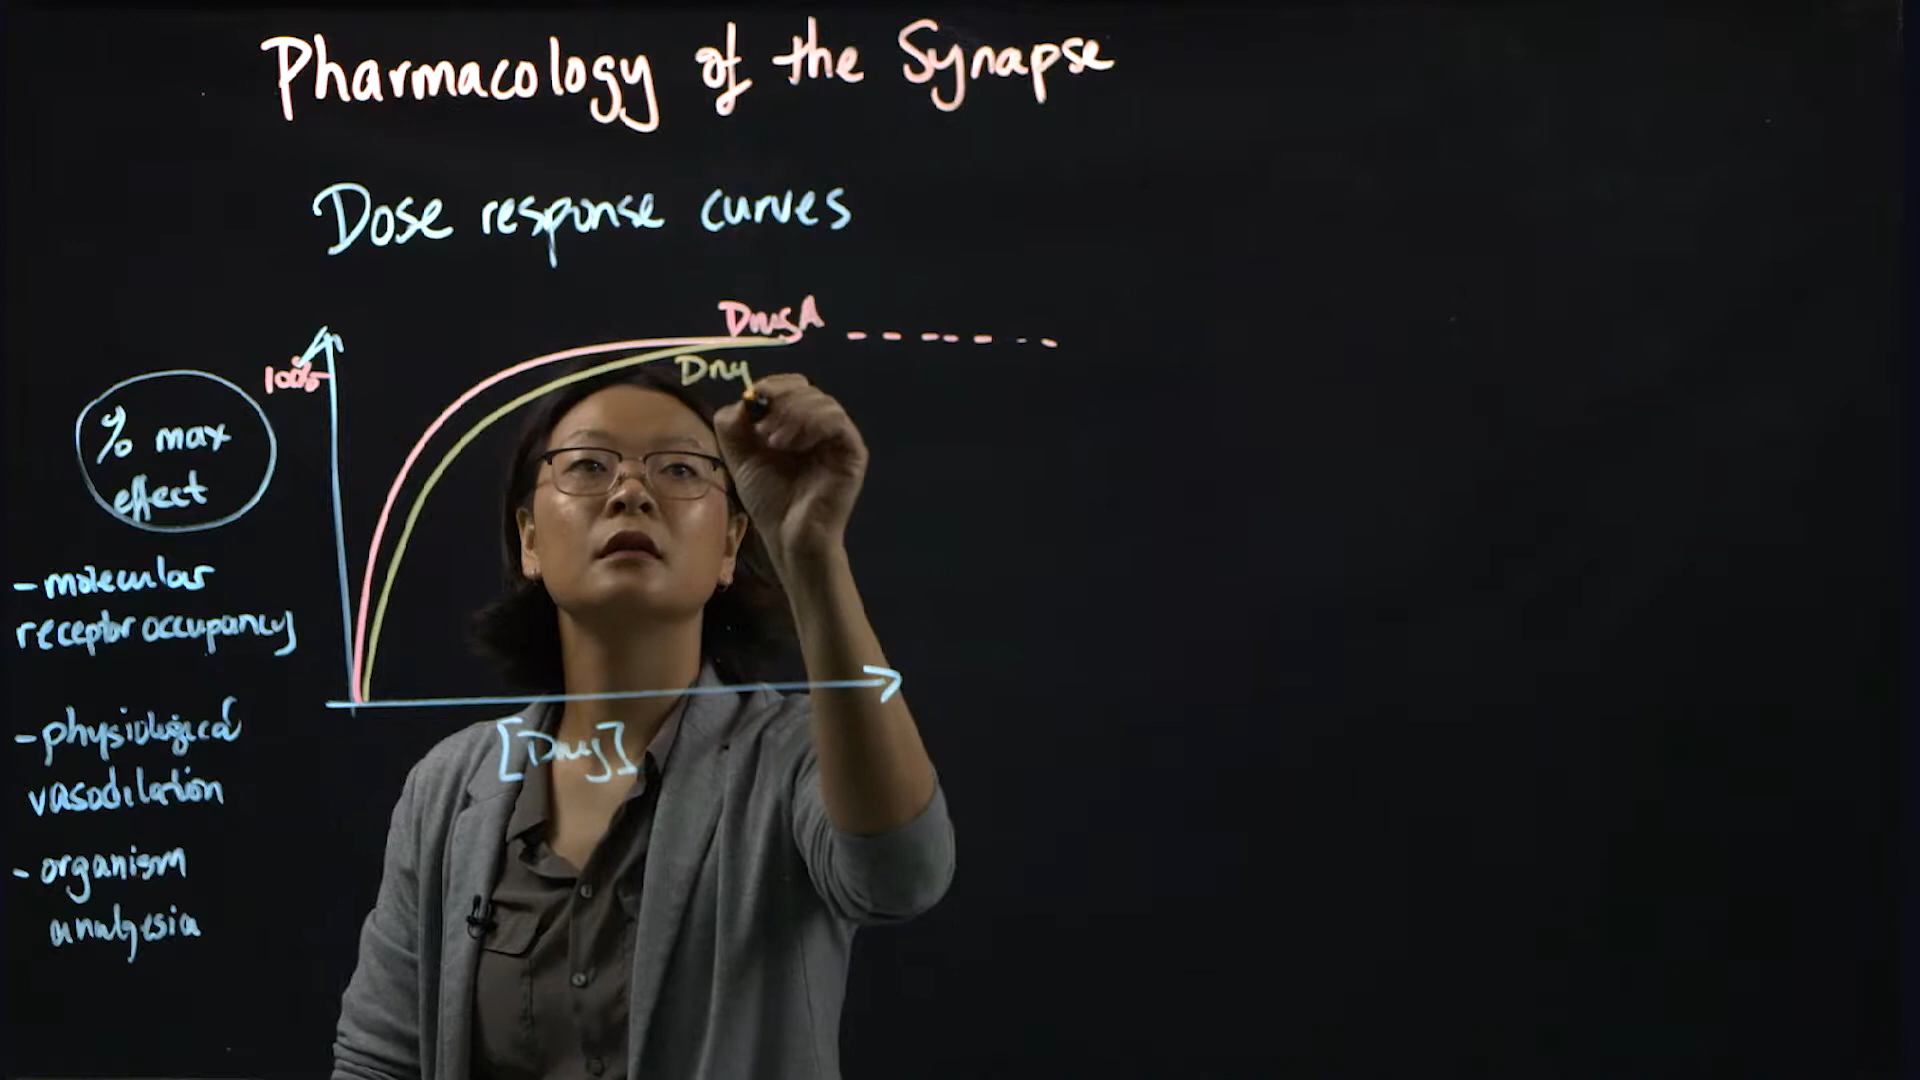 Pharmacology of the Synapse
Dose response curves
Drug A
100%
Dru
% max
effect
- molecular
receptor occupancy
- physiological
vasodilation
[Drug]
- organism
analgesia